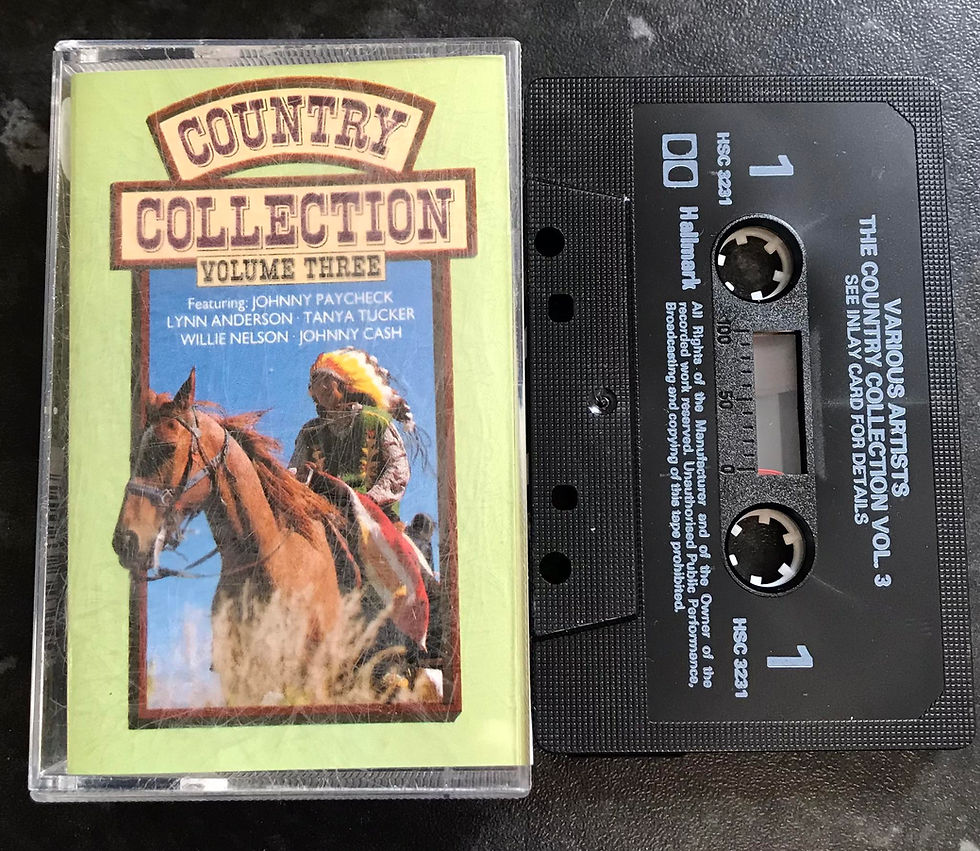 COUNTRY
COLLECTION
VOLUME THREE
Featuring: JOHNNY PAYCHECK
LYNN ANDERSON · TANYA TUCKER
WILLIE NELSON · JOHNNY CASH
VARIOUS ARTISTS
THE COUNTRY COLLECTION VOL. 3
SEE INLAY CARD FOR DETAILS
1
HSC 3231
1
HSC 3231
100 50 0
Hallmark
All Rights of the Manufacturer and of the Owner of the
recorded work reserved. Unauthorised Public Performance,
Broadcasting and copying of this tape prohibited.